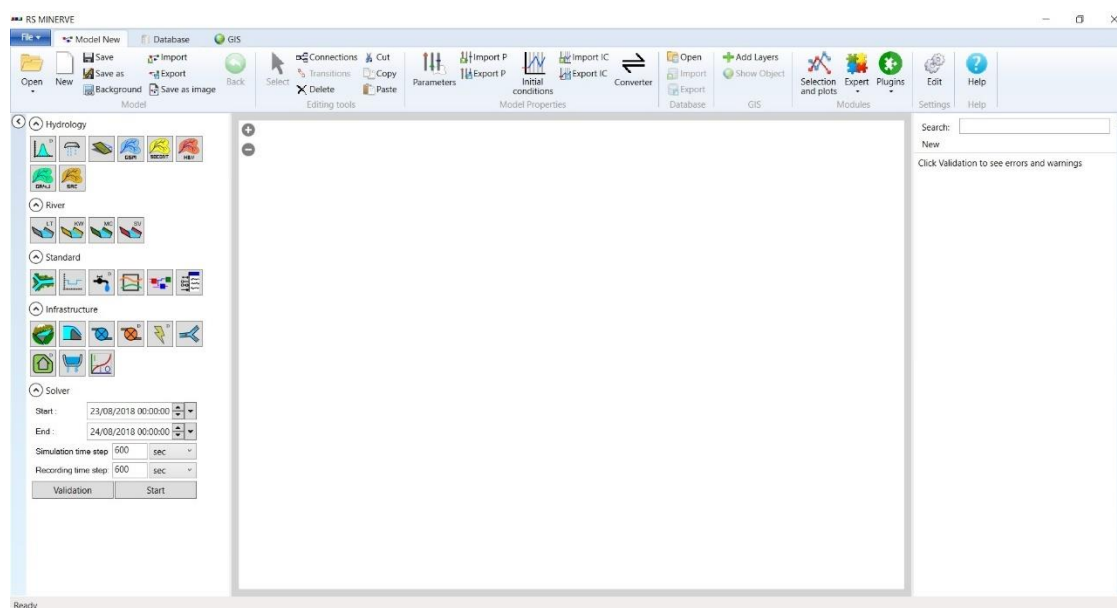 RS MINERVE
File Model New Database GIS
Open New Save Save as Background Import Export Save as image Back
Select Connections Transitions Delete Cut Copy Paste
Parameters Import P Export P Initial conditions Import IC Export IC Converter
Open Import Export Add Layers Show Object
Selection and plots Expert Plugins Edit Help
Model Editing tools Model Properties Database GIS Modules Settings Help
Hydrology
GSM SOCONT HBV
GR4J SAC
River
LT KW MC SV
Standard
Infrastructure
Solver
Start : 23/08/2018 00:00:00
End : 24/08/2018 00:00:00
Simulation time step 600 sec
Recording time step 600 sec
Validation Start
Search:
New
Click Validation to see errors and warnings
Ready